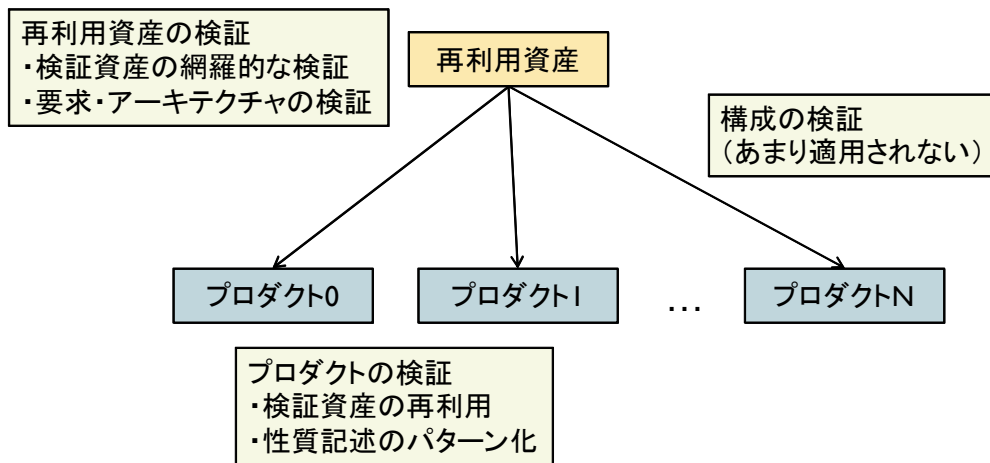 再利用資産の検証
・検証資産の網羅的な検証
・要求・アーキテクチャの検証
再利用資産
構成の検証
（あまり適用されない）
プロダクト0
プロダクト1
…
プロダクトN
プロダクトの検証
・検証資産の再利用
・性質記述のパターン化